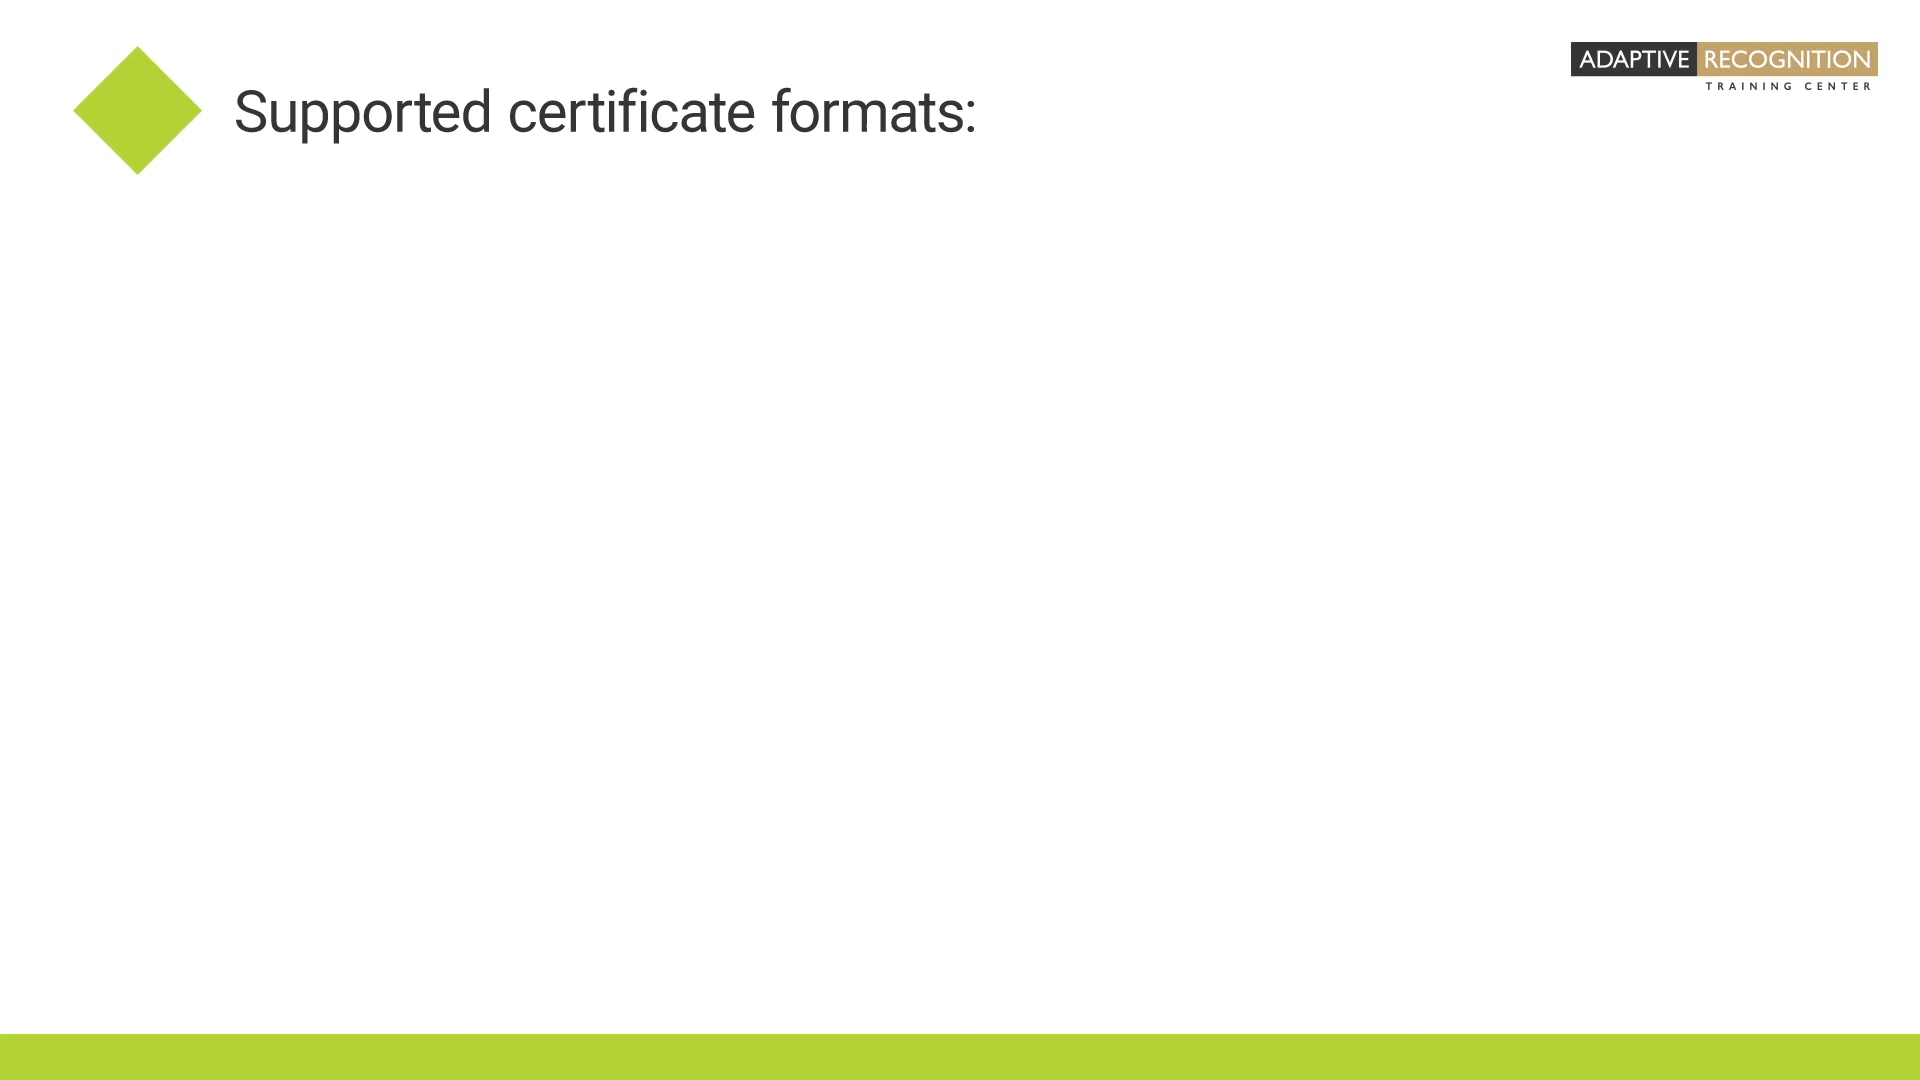 ADAPTIVE RECOGNITION
TRAINING CENTER
Supported certificate formats: